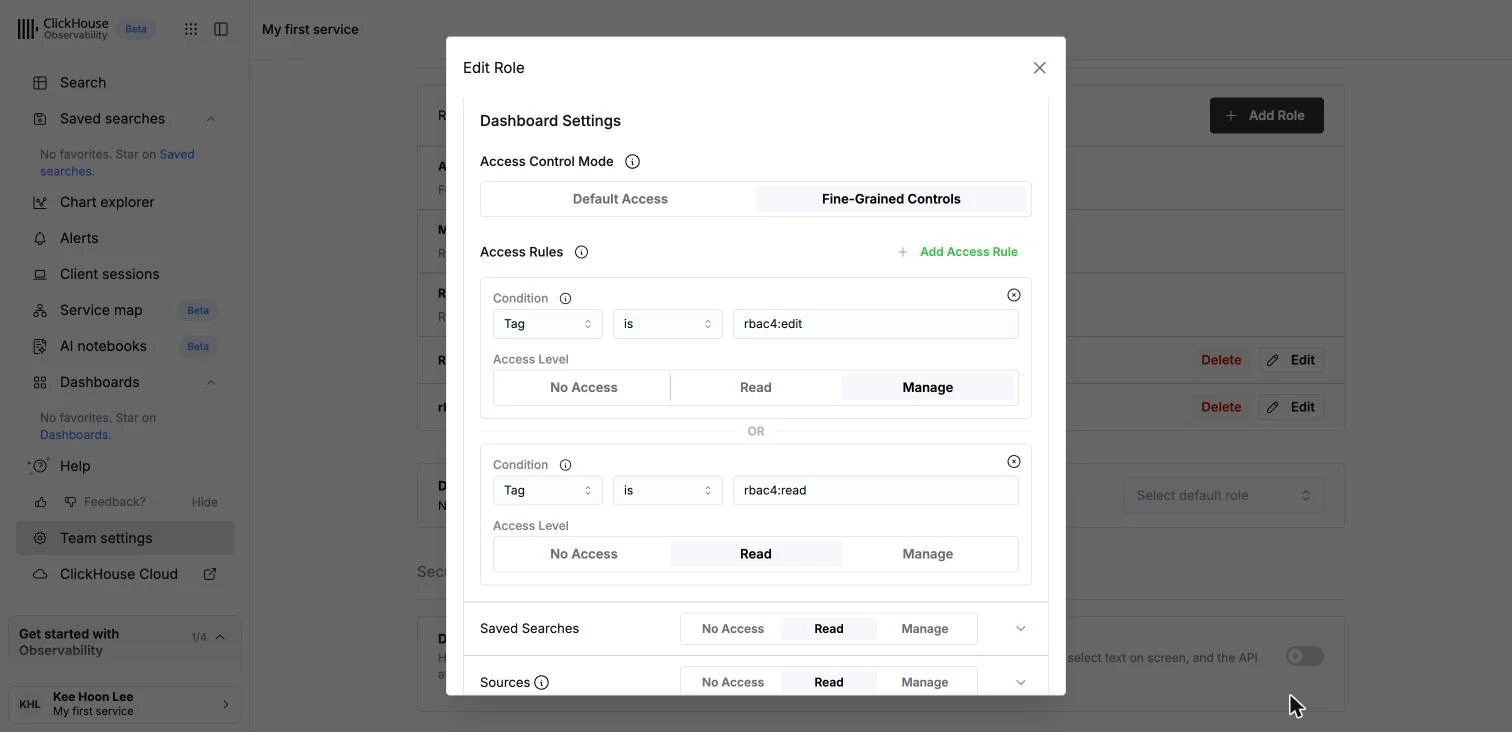 ClickHouse
Observability
Beta
My first service
Search
Saved searches
No favorites. Star on Saved
searches.
Chart explorer
Alerts
Client sessions
Service map
Beta
AI notebooks
Beta
Dashboards
No favorites. Star on
Dashboards.
Help
Feedback?
Hide
Team settings
ClickHouse Cloud
Get started with
Observability
1/4
KHL
Kee Hoon Lee
My first service
Add Role
Delete
Edit
Delete
Edit
Select default role
select text on screen, and the API
Edit Role
Dashboard Settings
Access Control Mode
Default Access
Fine-Grained Controls
Access Rules
Add Access Rule
Condition
Tag
is
rbac4:edit
Access Level
No Access
Read
Manage
OR
Condition
Tag
is
rbac4:read
Access Level
No Access
Read
Manage
Saved Searches
No Access
Read
Manage
Sources
No Access
Read
Manage